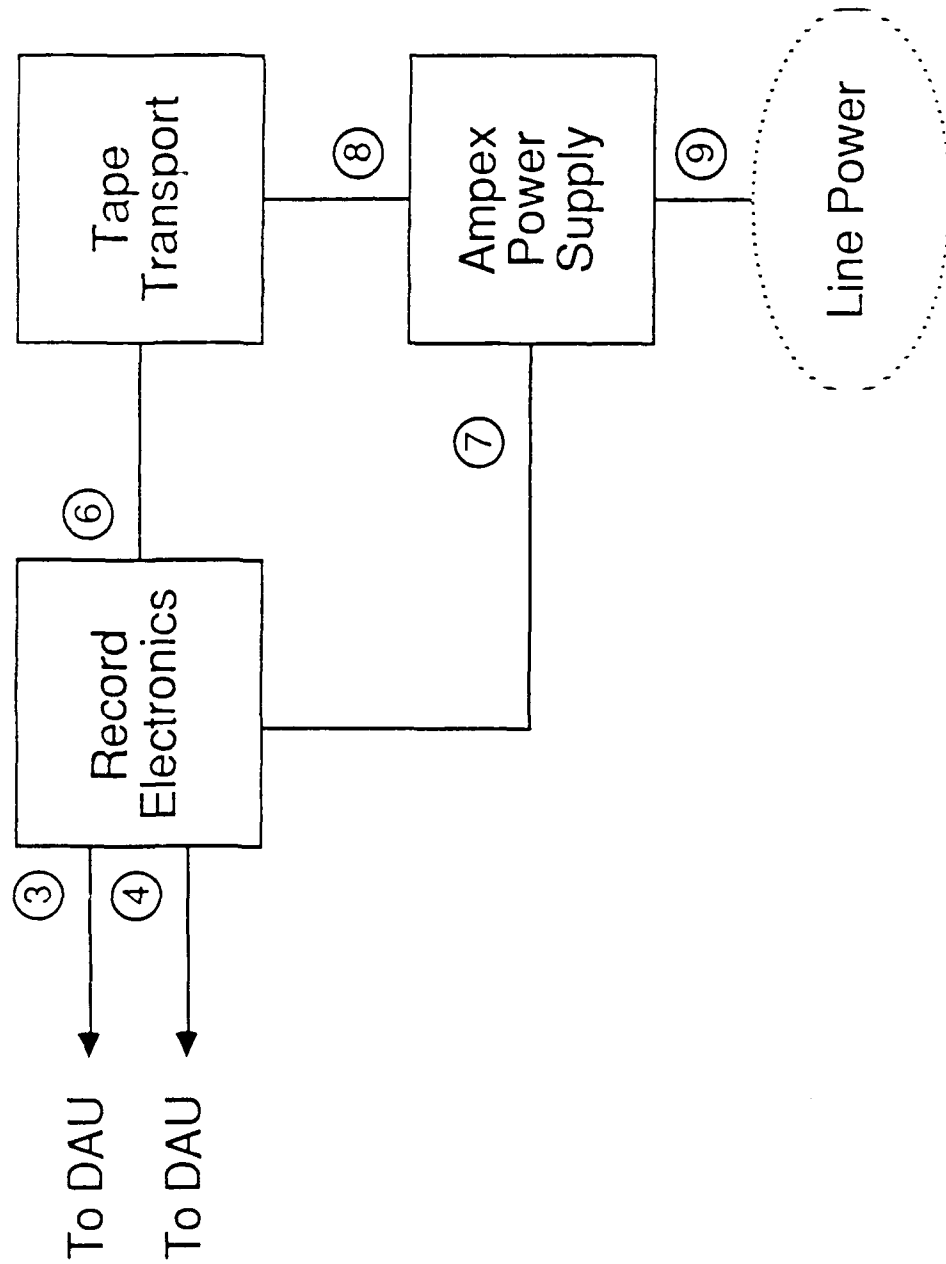 To DAU
3
To DAU
4
Record
Electronics
6
Tape
Transport
7
8
Ampex
Power
Supply
9
Line Power